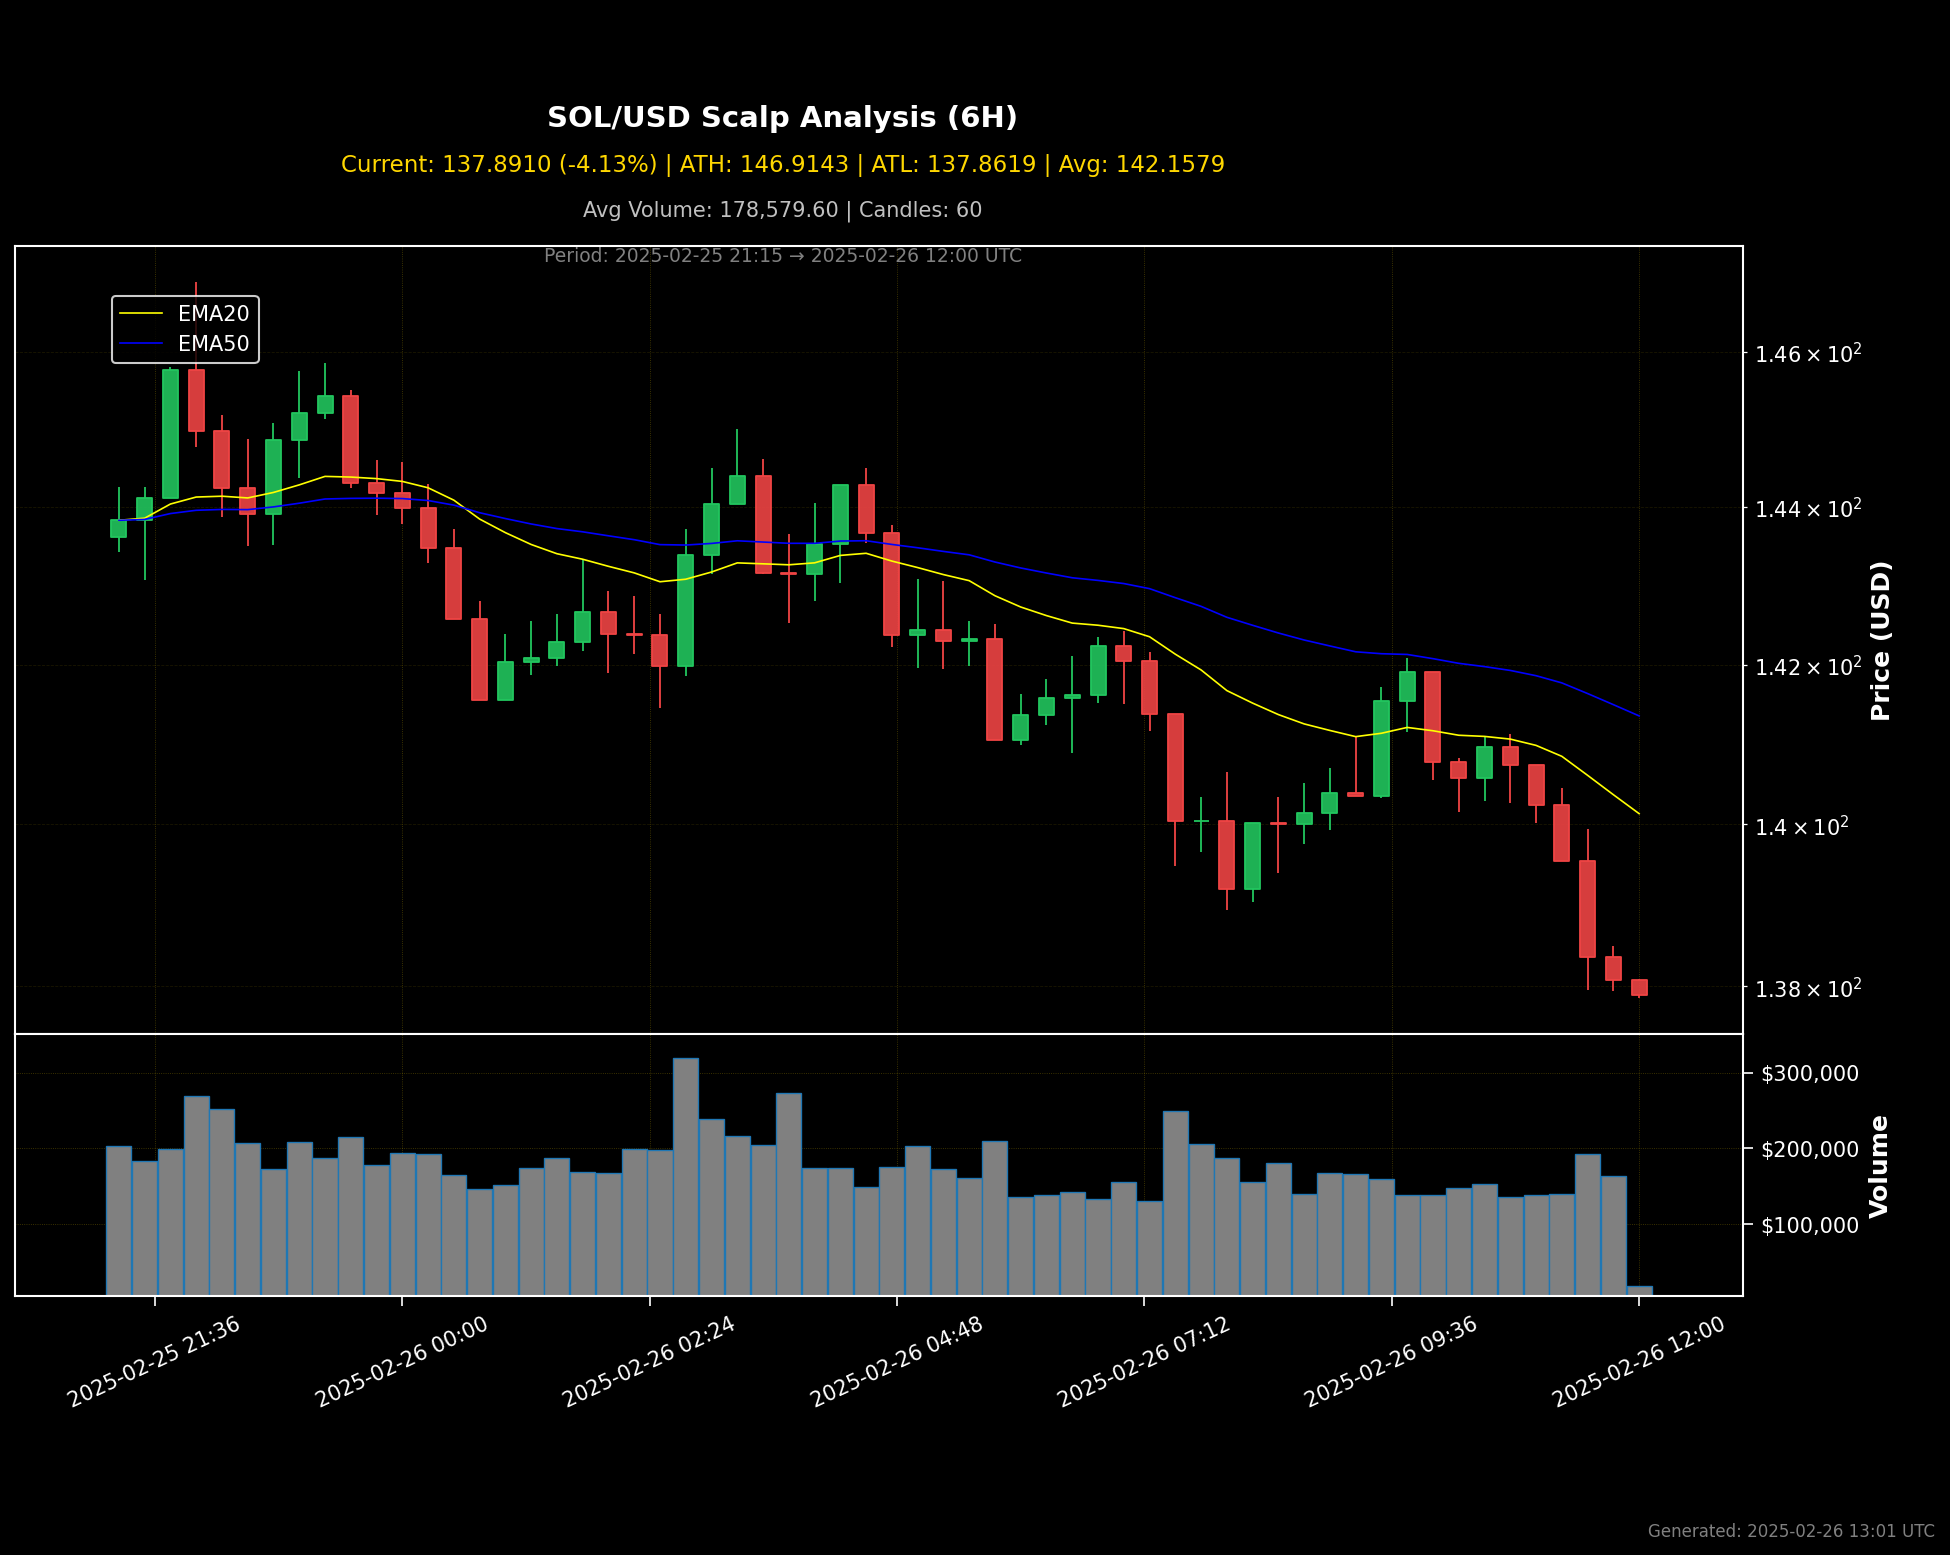 SOL/USD Scalp Analysis (6H)
Current: 137.8910 (-4.13%) | ATH: 146.9143 | ATL: 137.8619 | Avg: 142.1579
Avg Volume: 178,579.60 | Candles: 60
Period: 2025-02-25 21:15 → 2025-02-26 12:00 UTC
EMA20
EMA50
1.46 × 10²
1.44 × 10²
1.42 × 10²
1.4 × 10²
1.38 × 10²
Price (USD)
$300,000
$200,000
$100,000
Volume
2025-02-25 21:36
2025-02-26 00:00
2025-02-26 02:24
2025-02-26 04:48
2025-02-26 07:12
2025-02-26 09:36
2025-02-26 12:00
Generated: 2025-02-26 13:01 UTC